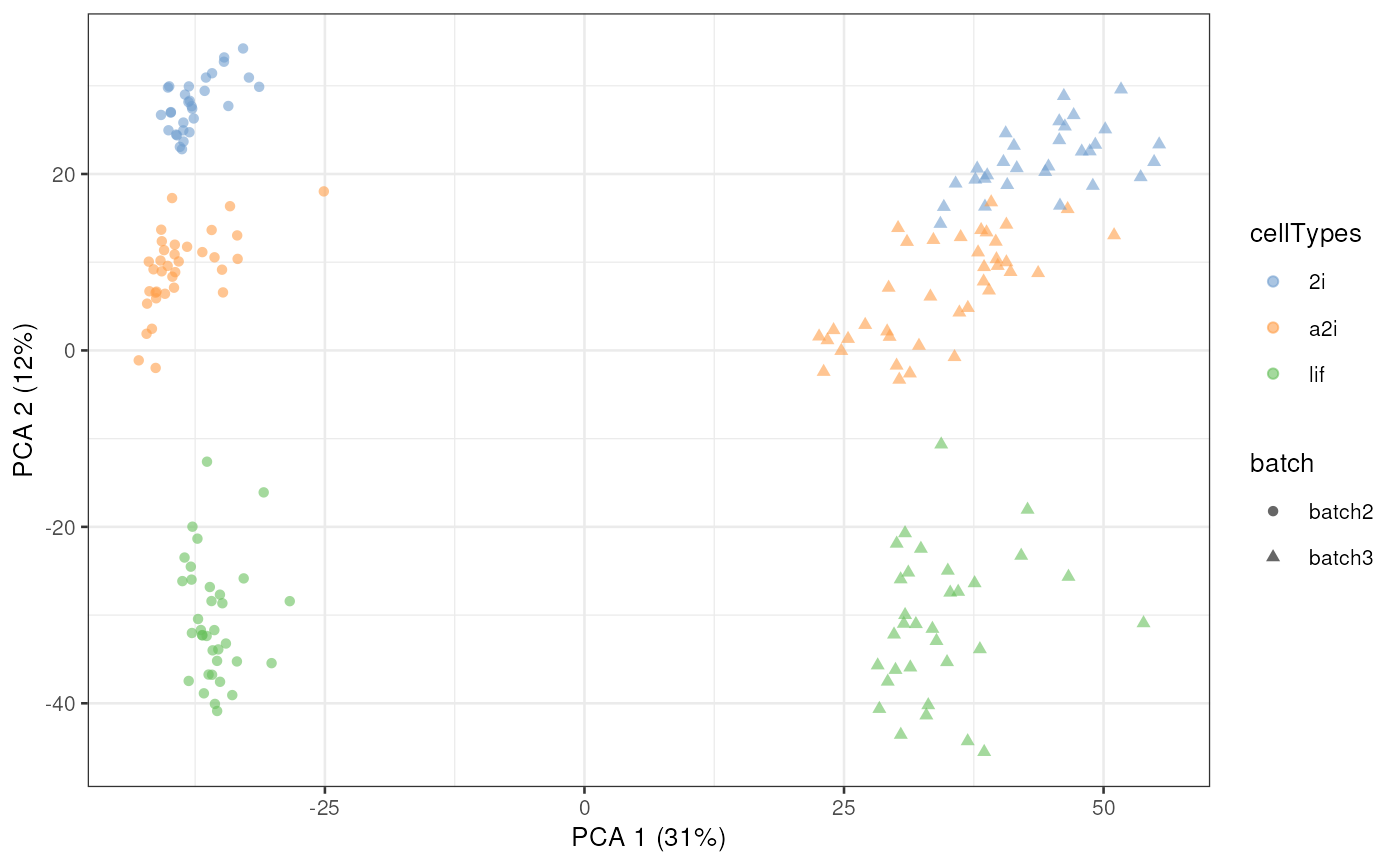 20
0
-20
-40
PCA 2 (12%)
-25
0
25
50
PCA 1 (31%)
cellTypes
2i
a2i
lif
batch
batch2
batch3